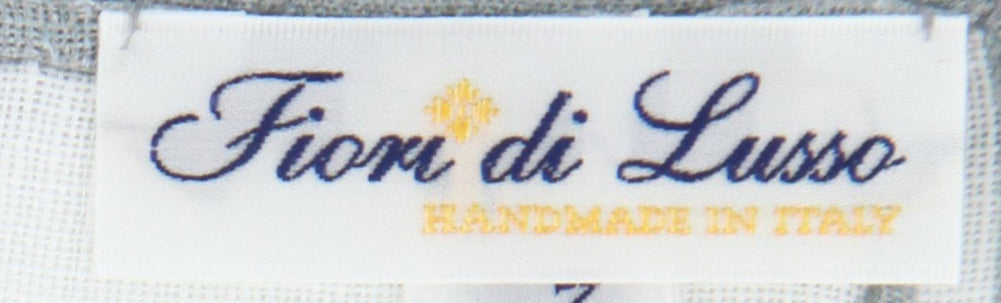 Fiori di Lusso
HANDMADE IN ITALY